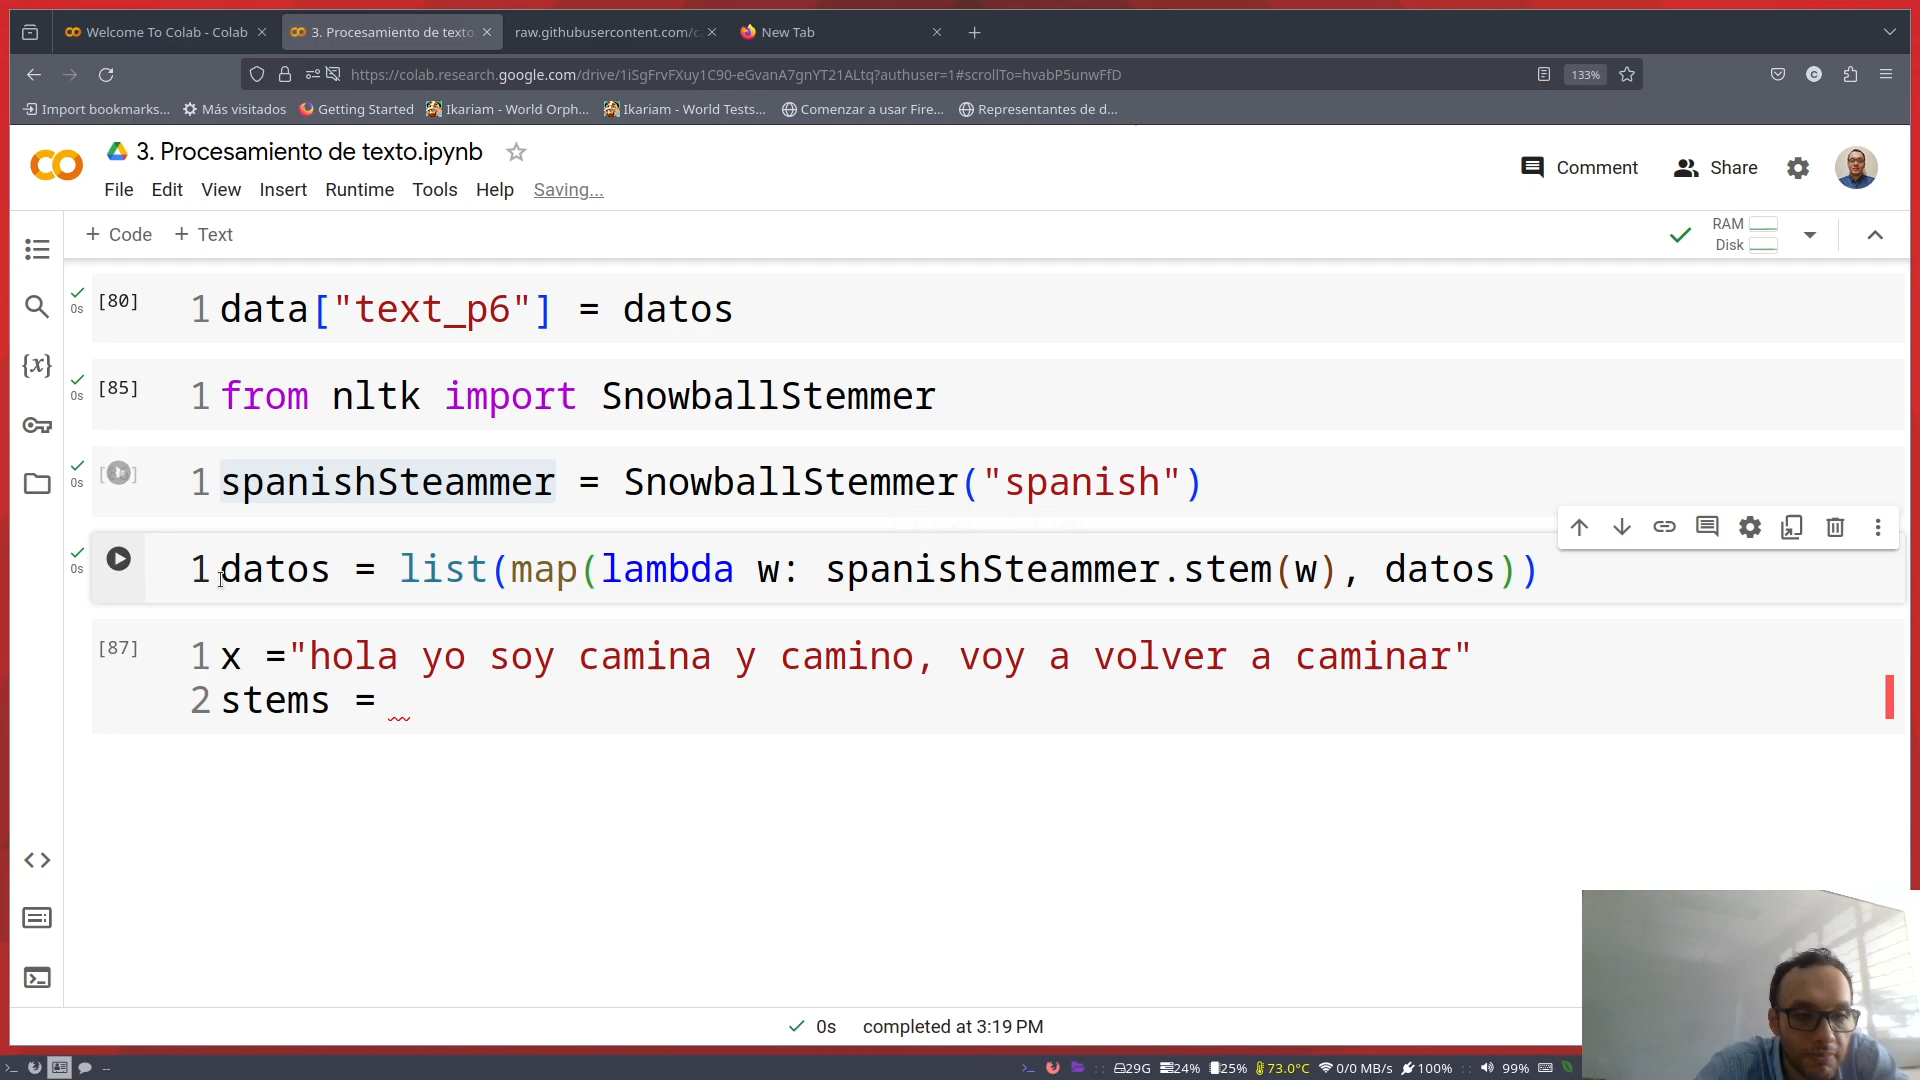 Welcome To Colab - Colab
3. Procesamiento de texto
raw.githubusercontent.com/c
New Tab
https://colab.research.google.com/drive/1iSgFrvFXuy1C90-eGvanA7gnYT21ALtq?authuser=1#scrollTo=hvabP5unwFfD
133%
Import bookmarks...
Más visitados
Getting Started
Ikariam - World Orph...
Ikariam - World Tests...
Comenzar a usar Fire...
Representantes de d...
3. Procesamiento de texto.ipynb
Comment
Share
File Edit View Insert Runtime Tools Help Saving...
+ Code + Text
RAM
Disk
0s [80] 1 data["text_p6"] = datos
0s [85] 1 from nltk import SnowballStemmer
0s 1 spanishSteammer = SnowballStemmer("spanish")
0s 1 datos = list(map(lambda w: spanishSteammer.stem(w), datos))
[87] 1 x ="hola yo soy camina y camino, voy a volver a caminar"
2 stems =
0s completed at 3:19 PM
29G 24% 25% 73.0°C 0/0 MB/s 100% :: 99%